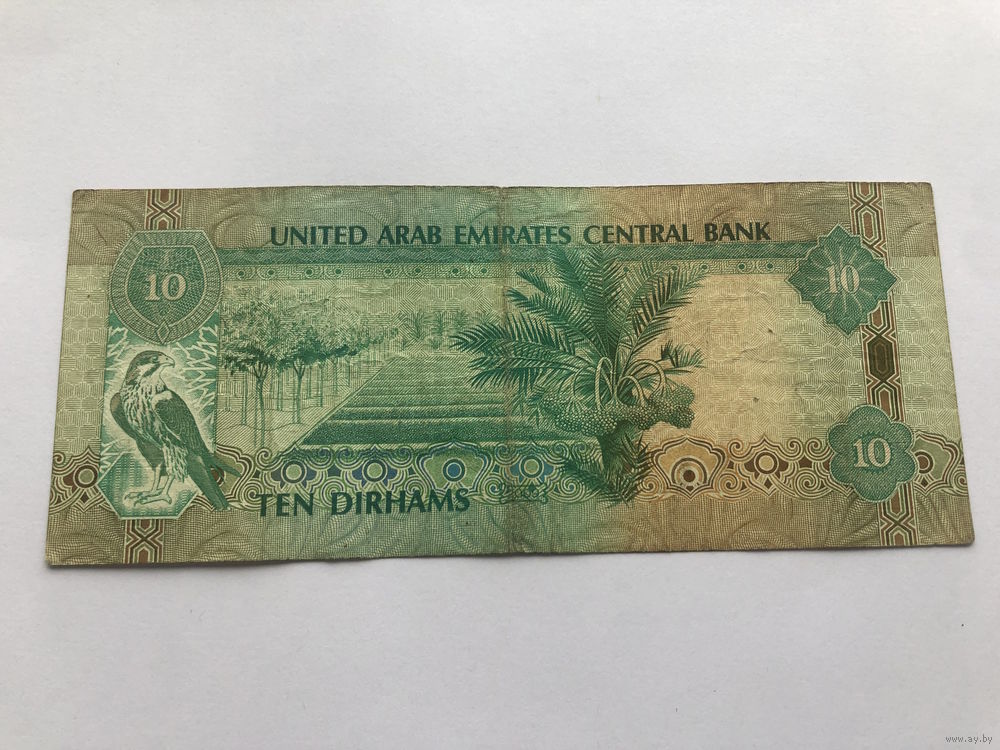 UNITED ARAB EMIRATES CENTRAL BANK
10
10
10
TEN DIRHAMS
www.ay.by